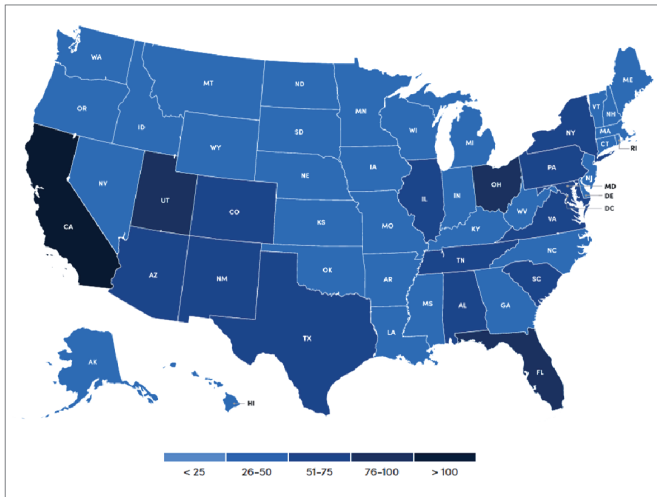 WA
MT
ND
MN
ME
VT
NH
OR
ID
SD
WI
MI
NY
MA
CT
RI
WY
IA
PA
NJ
NE
IL
IN
OH
MD
DE
NV
UT
CO
WV
VA
DC
CA
KS
MO
KY
AZ
NM
OK
AR
TN
NC
SC
MS
AL
GA
TX
LA
FL
AK
HI
< 25 26–50 51–75 76–100 > 100